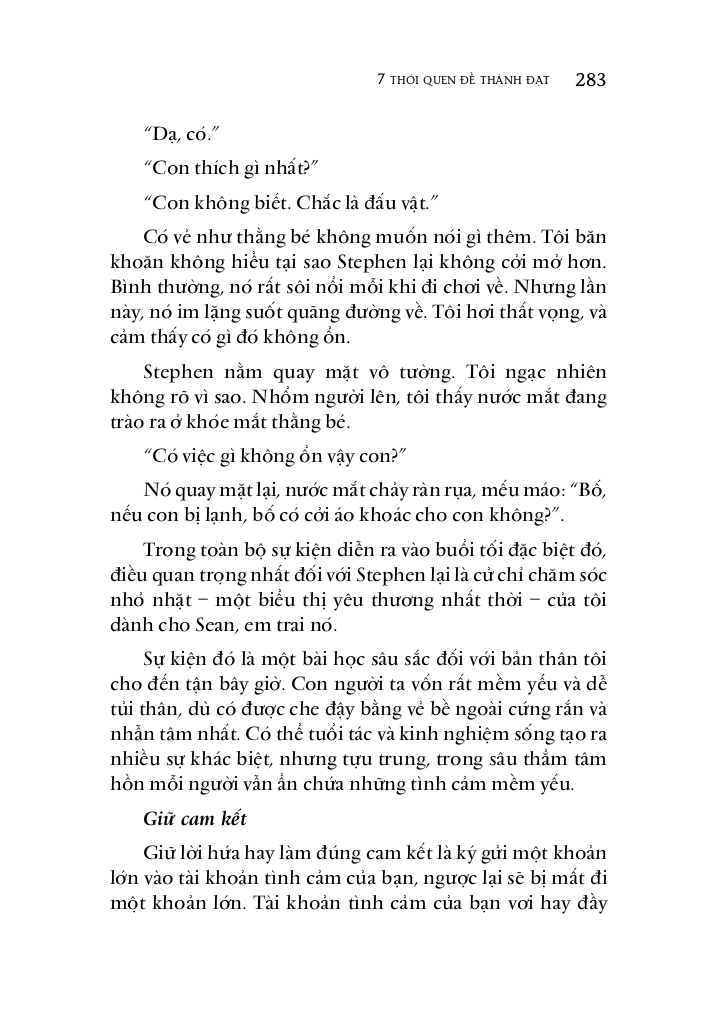 7 THÓI QUEN ĐỂ THÀNH ĐẠT 283
“Dạ, có.”
“Con thích gì nhất?”
“Con không biết. Chắc là đấu vật.”
Có vẻ như thằng bé không muốn nói gì thêm. Tôi băn
khoăn không hiểu tại sao Stephen lại không cởi mở hơn.
Bình thường, nó rất sôi nổi mỗi khi đi chơi về. Nhưng lần
này, nó im lặng suốt quãng đường về. Tôi hơi thất vọng, và
cảm thấy có gì đó không ổn.
Stephen nằm quay mặt vô tường. Tôi ngạc nhiên
không rõ vì sao. Nhổm người lên, tôi thấy nước mắt đang
trào ra ở khóe mắt thằng bé.
“Có việc gì không ổn vậy con?”
Nó quay mặt lại, nước mắt chảy ràn rụa, mếu máo: “Bố,
nếu con bị lạnh, bố có cởi áo khoác cho con không?”.
Trong toàn bộ sự kiện diễn ra vào buổi tối đặc biệt đó,
điều quan trọng nhất đối với Stephen lại là cử chỉ chăm sóc
nhỏ nhặt – một biểu thị yêu thương nhất thời – của tôi
dành cho Sean, em trai nó.
Sự kiện đó là một bài học sâu sắc đối với bản thân tôi
cho đến tận bây giờ. Con người ta vốn rất mềm yếu và dễ
tủi thân, dù có được che đậy bằng vẻ bề ngoài cứng rắn và
nhẫn tâm nhất. Có thể tuổi tác và kinh nghiệm sống tạo ra
nhiều sự khác biệt, nhưng tựu trung, trong sâu thẳm tâm
hồn mỗi người vẫn ẩn chứa những tình cảm mềm yếu.
Giữ cam kết
Giữ lời hứa hay làm đúng cam kết là ký gửi một khoản
lớn vào tài khoản tình cảm của bạn, ngược lại sẽ bị mất đi
một khoản lớn. Tài khoản tình cảm của bạn vơi hay đầy